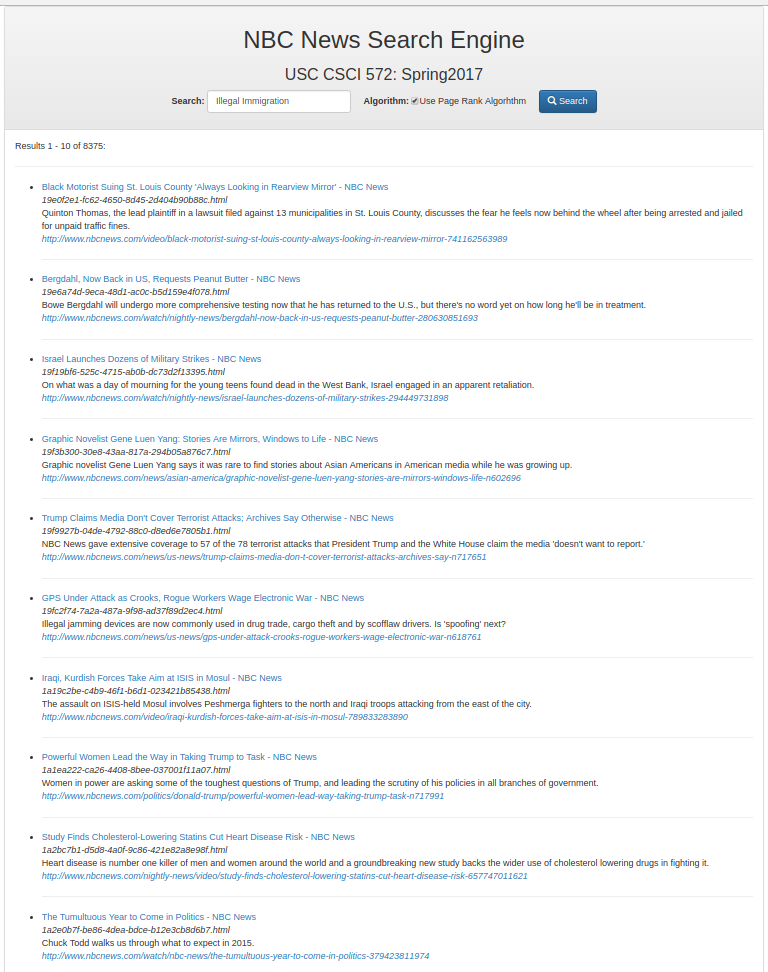 NBC News Search Engine
USC CSCI 572: Spring2017
Search: Illegal Immigration Algorithm: Use Page Rank Algorhthm Search
Results 1 - 10 of 8375:
Black Motorist Suing St. Louis County 'Always Looking in Rearview Mirror' - NBC News
19e0f2e1-fc62-4650-8d45-2d404b90b88c.html
Quinton Thomas, the lead plaintiff in a lawsuit filed against 13 municipalities in St. Louis County, discusses the fear he feels now behind the wheel after being arrested and jailed
for unpaid traffic fines.
http://www.nbcnews.com/video/black-motorist-suing-st-louis-county-always-looking-in-rearview-mirror-741162563989
Bergdahl, Now Back in US, Requests Peanut Butter - NBC News
19e6a74d-9eca-48d1-ac0c-b5d159e4f078.html
Bowe Bergdahl will undergo more comprehensive testing now that he has returned to the U.S., but there's no word yet on how long he'll be in treatment.
http://www.nbcnews.com/watch/nightly-news/bergdahl-now-back-in-us-requests-peanut-butter-280630851693
Israel Launches Dozens of Military Strikes - NBC News
19f19bf6-525c-4715-ab0b-dc73d2f13395.html
On what was a day of mourning for the young teens found dead in the West Bank, Israel engaged in an apparent retaliation.
http://www.nbcnews.com/watch/nightly-news/israel-launches-dozens-of-military-strikes-294449731898
Graphic Novelist Gene Luen Yang: Stories Are Mirrors, Windows to Life - NBC News
19f3b300-30e8-43aa-817a-294b05a876c7.html
Graphic novelist Gene Luen Yang says it was rare to find stories about Asian Americans in American media while he was growing up.
http://www.nbcnews.com/news/asian-america/graphic-novelist-gene-luen-yang-stories-are-mirrors-windows-life-n602696
Trump Claims Media Don't Cover Terrorist Attacks; Archives Say Otherwise - NBC News
19f9927b-04de-4792-88c0-d8ed6e7805b1.html
NBC News gave extensive coverage to 57 of the 78 terrorist attacks that President Trump and the White House claim the media 'doesn't want to report.'
http://www.nbcnews.com/news/us-news/trump-claims-media-don-t-cover-terrorist-attacks-archives-say-n717651
GPS Under Attack as Crooks, Rogue Workers Wage Electronic War - NBC News
19fc2f74-7a2a-487a-9f98-ad37f89d2ec4.html
Illegal jamming devices are now commonly used in drug trade, cargo theft and by scofflaw drivers. Is 'spoofing' next?
http://www.nbcnews.com/news/us-news/gps-under-attack-crooks-rogue-workers-wage-electronic-war-n618761
Iraqi, Kurdish Forces Take Aim at ISIS in Mosul - NBC News
1a19c2be-c4b9-46f1-b6d1-023421b85438.html
The assault on ISIS-held Mosul involves Peshmerga fighters to the north and Iraqi troops attacking from the east of the city.
http://www.nbcnews.com/video/iraqi-kurdish-forces-take-aim-at-isis-in-mosul-789833283890
Powerful Women Lead the Way in Taking Trump to Task - NBC News
1a1ea222-ca26-4408-8bee-037001f11a07.html
Women in power are asking some of the toughest questions of Trump, and leading the scrutiny of his policies in all branches of government.
http://www.nbcnews.com/politics/donald-trump/powerful-women-lead-way-taking-trump-task-n717991
Study Finds Cholesterol-Lowering Statins Cut Heart Disease Risk - NBC News
1a2bc7b1-d5d8-4a0f-9c86-421e82a8e98f.html
Heart disease is number one killer of men and women around the world and a groundbreaking new study backs the wider use of cholesterol lowering drugs in fighting it.
http://www.nbcnews.com/nightly-news/video/study-finds-cholesterol-lowering-statins-cut-heart-disease-risk-657747011621
The Tumultuous Year to Come in Politics - NBC News
1a2e0b7f-be86-4dea-bdce-b12e3cb8d6b7.html
Chuck Todd walks us through what to expect in 2015.
http://www.nbcnews.com/watch/nbc-news/the-tumultuous-year-to-come-in-politics-379423811974